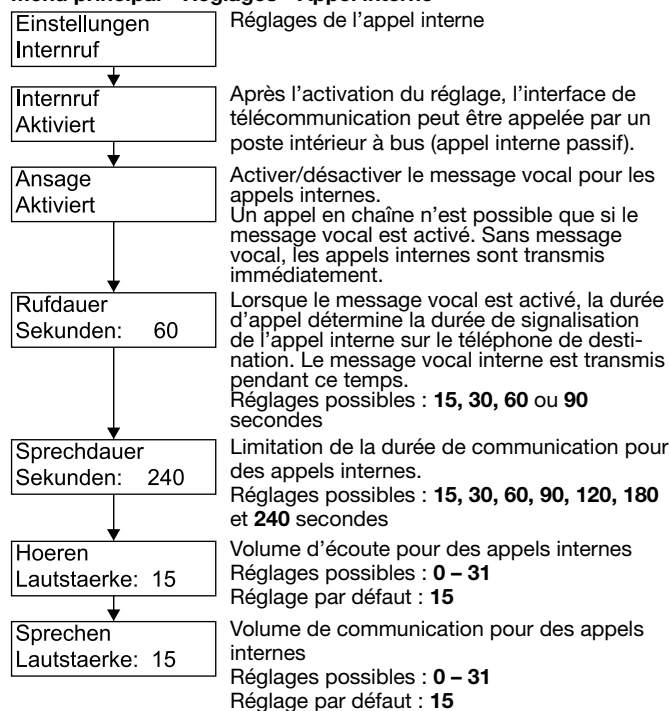 Menu principal - Réglages - Appel interne
Einstellungen
Internruf
Réglages de l’appel interne
Internruf
Aktiviert
Après l’activation du réglage, l’interface de
télécommunication peut être appelée par un
poste intérieur à bus (appel interne passif).
Ansage
Aktiviert
Activer/désactiver le message vocal pour les
appels internes.
Un appel en chaîne n’est possible que si le
message vocal est activé. Sans message
vocal, les appels internes sont transmis
immédiatement.
Rufdauer
Sekunden: 60
Lorsque le message vocal est activé, la durée
d’appel détermine la durée de signalisation
de l’appel interne sur le téléphone de desti-
nation. Le message vocal interne est transmis
pendant ce temps.
Réglages possibles : 15, 30, 60 ou 90
secondes
Sprechdauer
Sekunden: 240
Limitation de la durée de communication pour
des appels internes.
Réglages possibles : 15, 30, 60, 90, 120, 180
et 240 secondes
Hoeren
Lautstaerke: 15
Volume d’écoute pour des appels internes
Réglages possibles : 0 – 31
Réglage par défaut : 15
Sprechen
Lautstaerke: 15
Volume de communication pour des appels
internes
Réglages possibles : 0 – 31
Réglage par défaut : 15